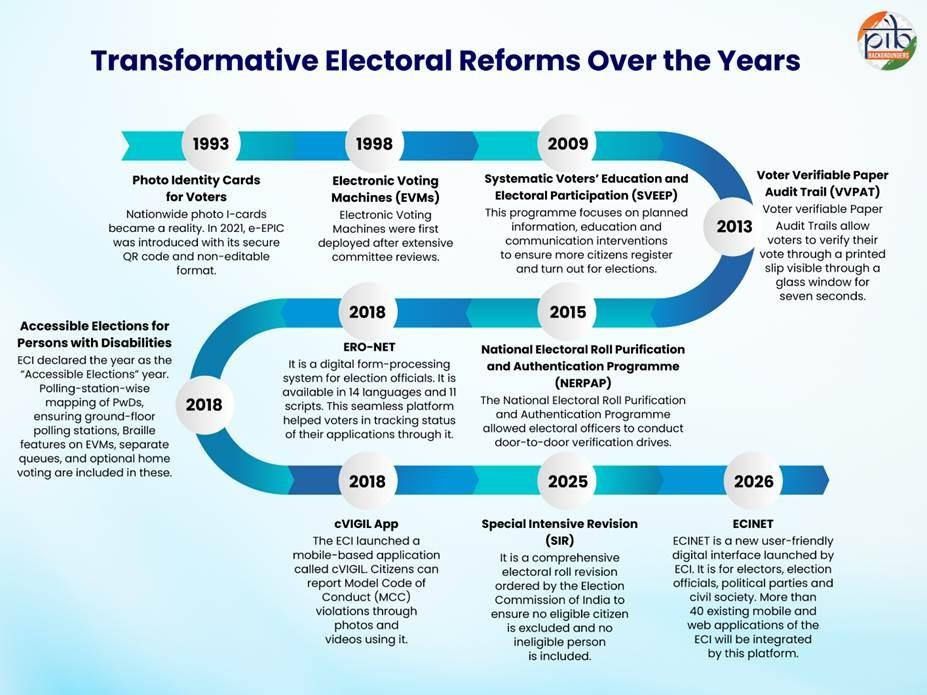 pib
BACKGROUNDERS
Transformative Electoral Reforms Over the Years
1993
Photo Identity Cards
for Voters
Nationwide photo I-cards
became a reality. In 2021, e-EPIC
was introduced with its secure
QR code and non-editable
format.
1998
Electronic Voting
Machines (EVMs)
Electronic Voting
Machines were first
deployed after extensive
committee reviews.
2009
Systematic Voters' Education and
Electoral Participation (SVEEP)
This programme focuses on planned
information, education and
communication interventions
to ensure more citizens register
and turn out for elections.
2013
Voter Verifiable Paper
Audit Trail (VVPAT)
Voter verifiable Paper
Audit Trails allow
voters to verify their
vote through a printed
slip visible through a
glass window for
seven seconds.
2015
National Electoral Roll Purification
and Authentication Programme
(NERPAP)
The National Electoral Roll Purification
and Authentication Programme
allowed electoral officers to conduct
door-to-door verification drives.
2018
ERO-NET
It is a digital form-processing
system for election officials. It is
available in 14 languages and 11
scripts. This seamless platform
helped voters in tracking status
of their applications through it.
2018
Accessible Elections for
Persons with Disabilities
ECI declared the year as the
"Accessible Elections" year.
Polling-station-wise
mapping of PwDs,
ensuring ground-floor
polling stations, Braille
features on EVMs, separate
queues, and optional home
voting are included in these.
2018
cVIGIL App
The ECI launched a
mobile-based application
called cVIGIL. Citizens can
report Model Code of
Conduct (MCC)
violations through
photos and
videos using it.
2025
Special Intensive Revision
(SIR)
It is a comprehensive
electoral roll revision
ordered by the Election
Commission of India to
ensure no eligible citizen
is excluded and no
ineligible person
is included.
2026
ECINET
ECINET is a new user-friendly
digital interface launched by
ECI. It is for electors, election
officials, political parties and
civil society. More than
40 existing mobile and
web applications of the
ECI will be integrated
by this platform.